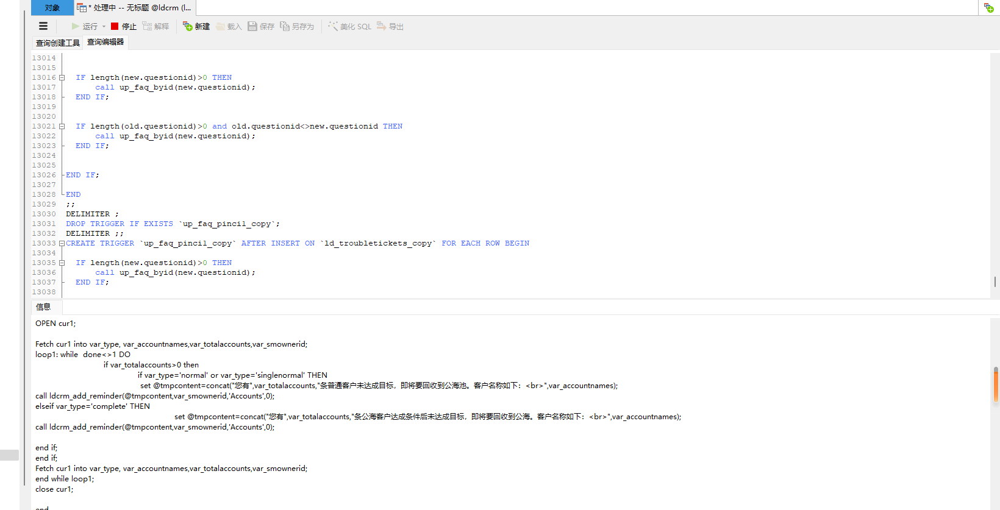 对象 * 处理中 -- 无标题 @ldcrm (l...
运行 停止 解释 新建 载入 保存 另存为 美化 SQL 导出
查询创建工具 查询编辑器
13014
13015
13016 IF length(new.questionid)>0 THEN
13017 call up_faq_byid(new.questionid);
13018 END IF;
13019
13020
13021 IF length(old.questionid)>0 and old.questionid<>new.questionid THEN
13022 call up_faq_byid(new.questionid);
13023 END IF;
13024
13025
13026 END IF;
13027
13028 END
13029 ;;
13030 DELIMITER ;
13031 DROP TRIGGER IF EXISTS `up_faq_pincil_copy`;
13032 DELIMITER ;;
13033 CREATE TRIGGER `up_faq_pincil_copy` AFTER INSERT ON `ld_troubletickets_copy` FOR EACH ROW BEGIN
13034
13035 IF length(new.questionid)>0 THEN
13036 call up_faq_byid(new.questionid);
13037 END IF;
13038
信息
OPEN cur1;
Fetch cur1 into var_type, var_accountnames,var_totalaccounts,var_smownerid;
loop1: while  done<>1 DO
if var_totalaccounts>0 then
if var_type='normal' or var_type='singlenormal' THEN
set @tmpcontent=concat("您有",var_totalaccounts,"条普通客户未达成目标，即将要回收到公海池。客户名称如下：<br>",var_accountnames);
call ldcrm_add_reminder(@tmpcontent,var_smownerid,'Accounts',0);
elseif var_type='complete' THEN
set @tmpcontent=concat("您有",var_totalaccounts,"条公海客户达成条件后未达成目标，即将要回收到公海。客户名称如下：<br>",var_accountnames);
call ldcrm_add_reminder(@tmpcontent,var_smownerid,'Accounts',0);
end if;
end if;
Fetch cur1 into var_type, var_accountnames,var_totalaccounts,var_smownerid;
end while loop1;
close cur1;
end